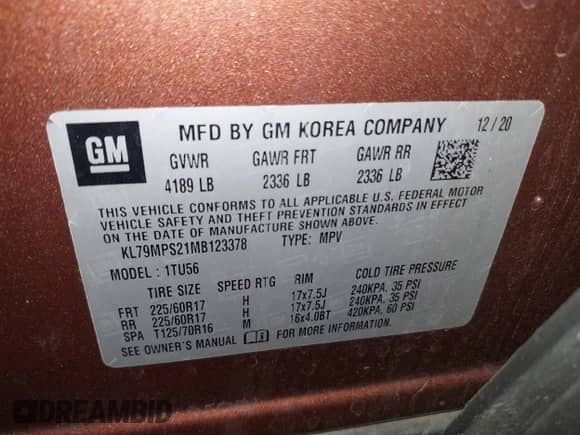 GM
MFD BY GM KOREA COMPANY 12 / 20
GVWR GAWR FRT GAWR RR
4189 LB 2336 LB 2336 LB
THIS VEHICLE CONFORMS TO ALL APPLICABLE U.S. FEDERAL MOTOR
VEHICLE SAFETY AND THEFT PREVENTION STANDARDS IN EFFECT
ON THE DATE OF MANUFACTURE SHOWN ABOVE.
KL79MPS21MB123378 TYPE: MPV
MODEL : 1TU56
TIRE SIZE SPEED RTG RIM COLD TIRE PRESSURE
FRT 225/60R17 H 17x7.5J 240KPA, 35 PSI
RR 225/60R17 H 17x7.5J 240KPA, 35 PSI
SPA T125/70R16 M 16x4.0BT 420KPA, 60 PSI
SEE OWNER'S MANUAL i FOR MORE INFORMATION.
DREAMBID